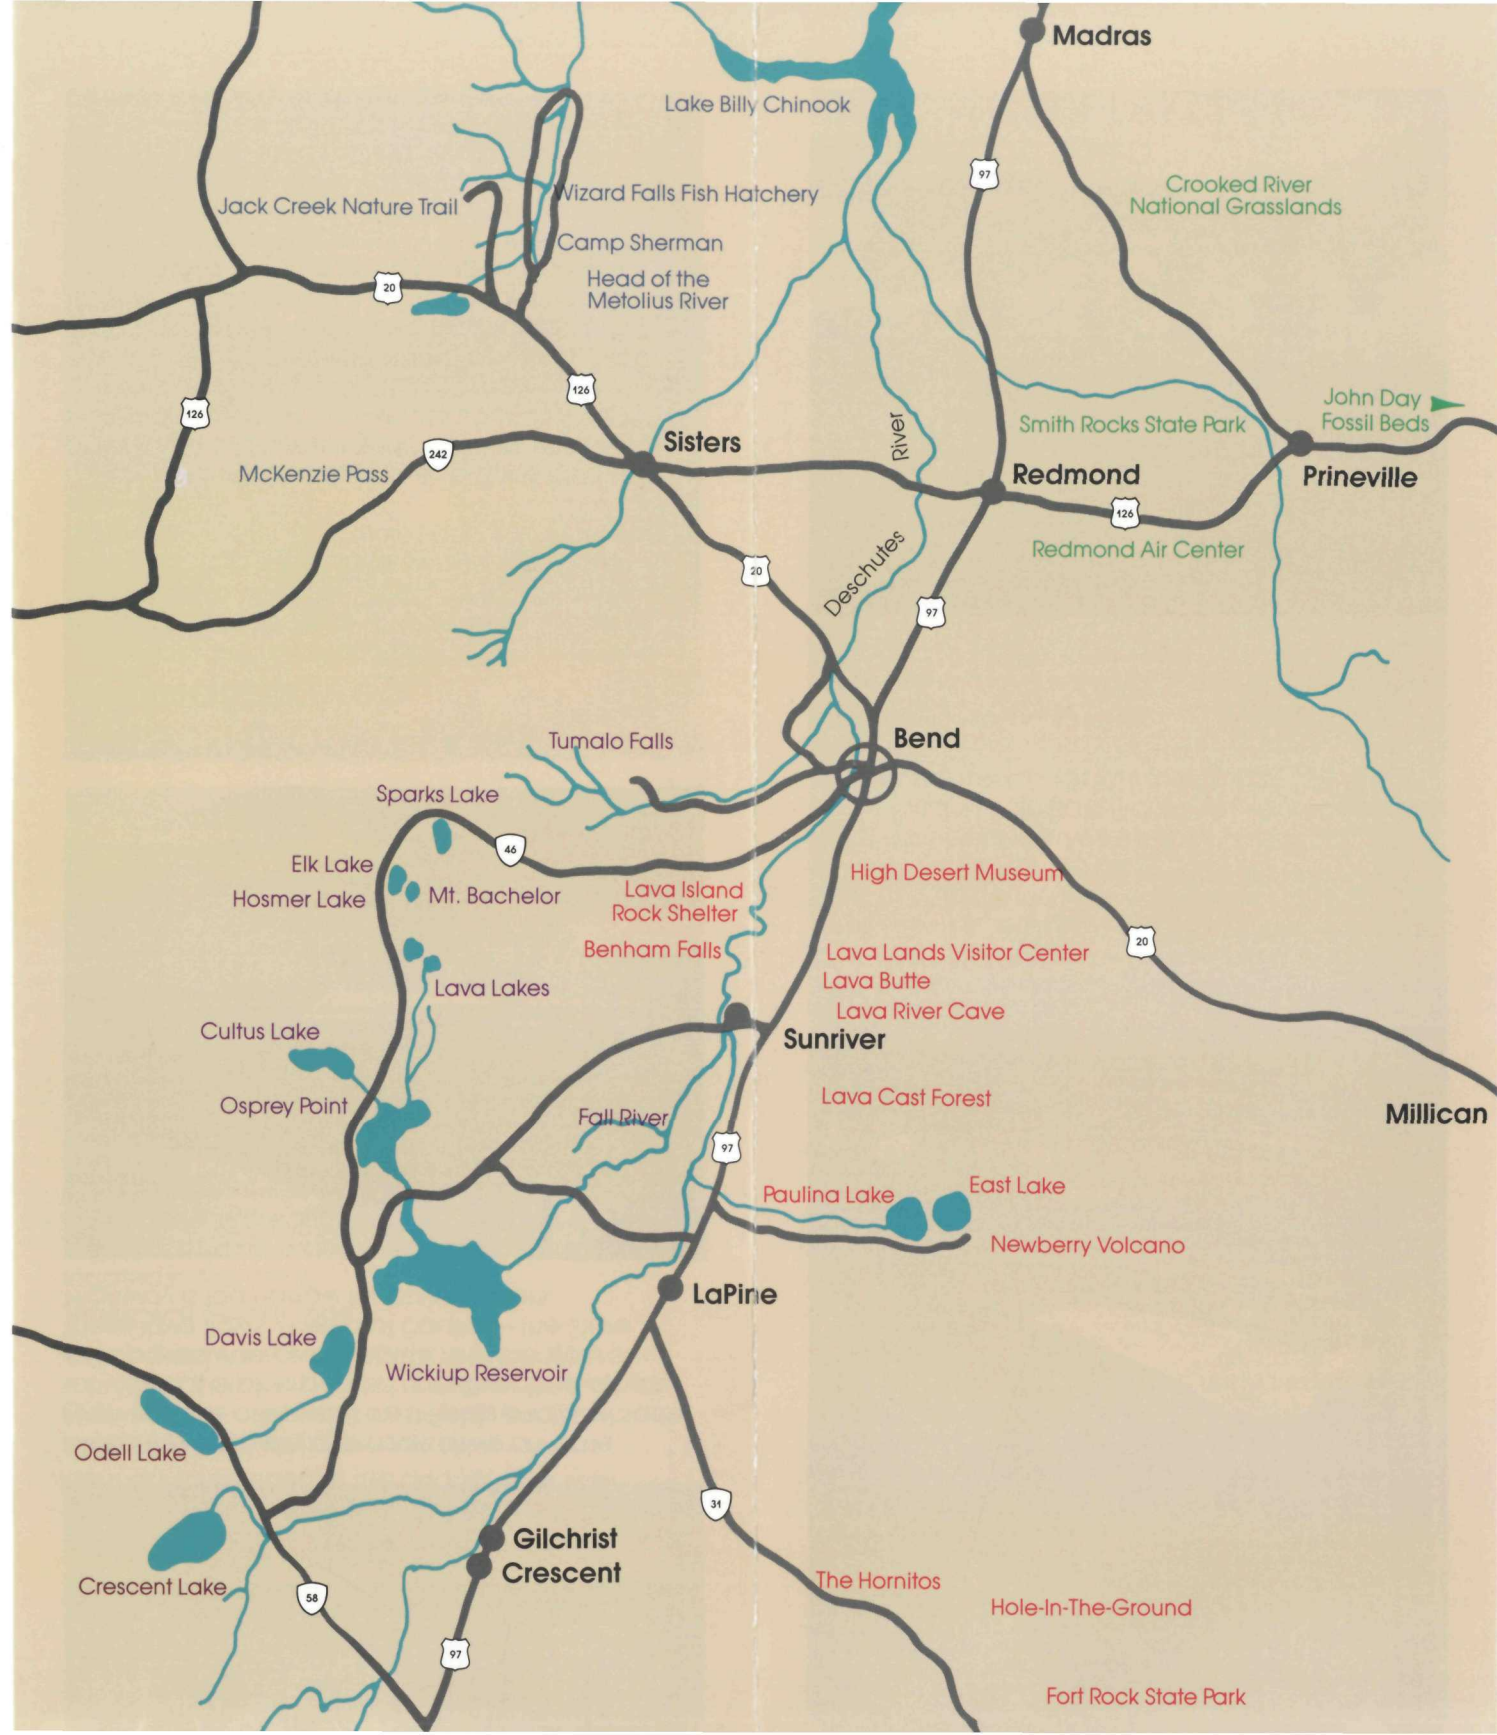 Madras
Lake Billy Chinook
97
Crooked River
National Grasslands
Wizard Falls Fish Hatchery
Jack Creek Nature Trail
Camp Sherman
Head of the
Metolius River
20
126
126
John Day
Fossil Beds
Smith Rocks State Park
River
Sisters
242
McKenzie Pass
Redmond
Prineville
126
Redmond Air Center
20
Deschutes
97
Bend
Tumalo Falls
Sparks Lake
46
Elk Lake
Hosmer Lake
Mt. Bachelor
High Desert Museum
Lava Island
Rock Shelter
Benham Falls
20
Lava Lands Visitor Center
Lava Butte
Lava River Cave
Lava Lakes
Cultus Lake
Sunriver
Osprey Point
Fall River
Lava Cast Forest
Millican
97
Paulina Lake
East Lake
Newberry Volcano
LaPine
Davis Lake
Wickiup Reservoir
Odell Lake
31
Gilchrist
Crescent
Crescent Lake
58
The Hornitos
Hole-In-The-Ground
97
Fort Rock State Park